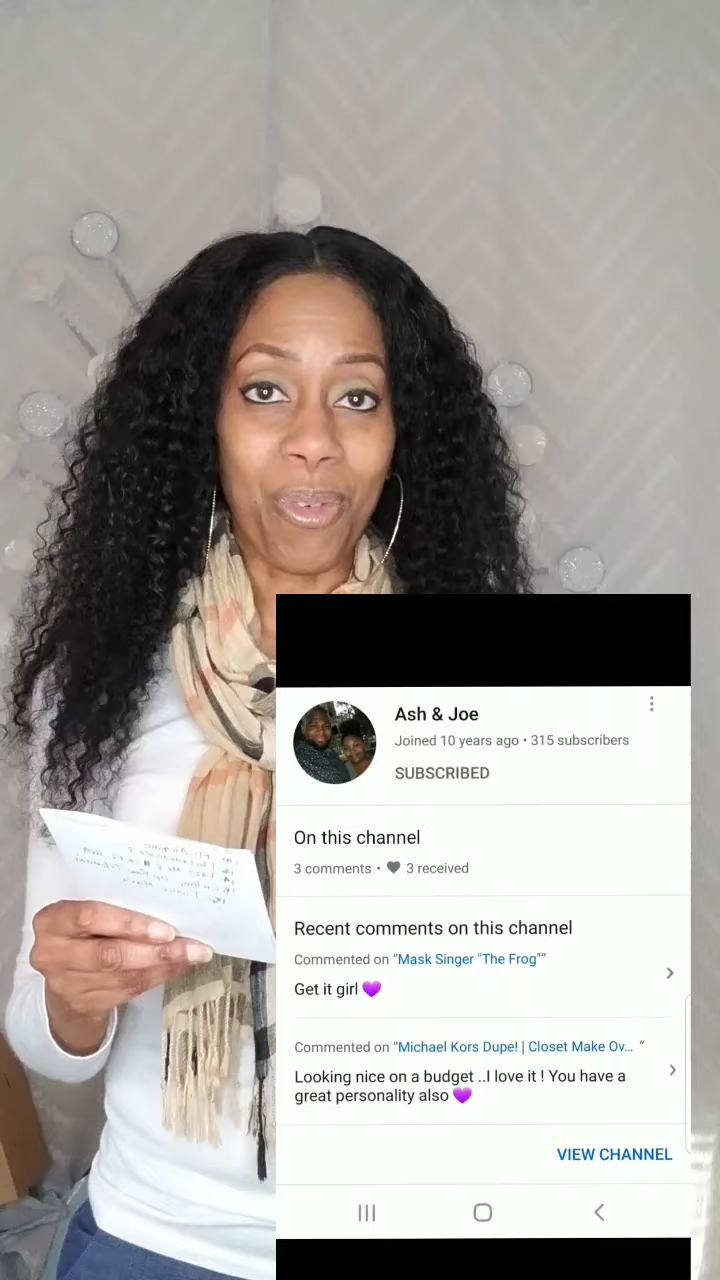 Ash & Joe
Joined 10 years ago • 315 subscribers
SUBSCRIBED
On this channel
3 comments • 🖤 3 received
Recent comments on this channel
Commented on “Mask Singer "The Frog"”
Get it girl 💜
Commented on “Michael Kors Dupe! | Closet Make Ov... ”
Looking nice on a budget ..I love it ! You have a
great personality also 💜
VIEW CHANNEL